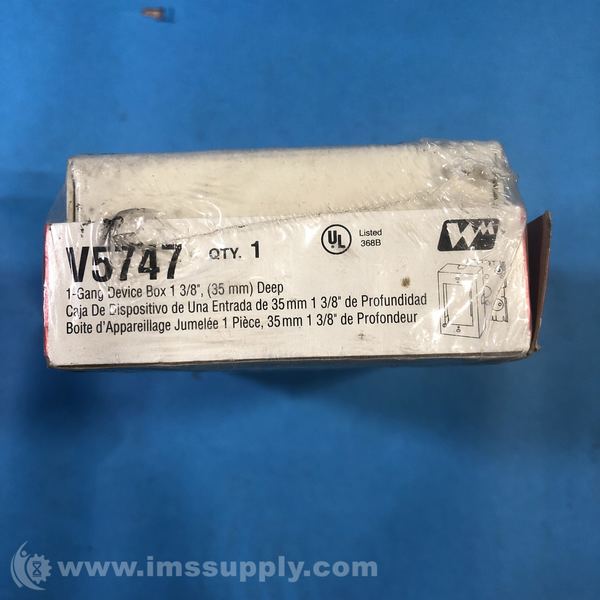 V5747 QTY. 1
UL Listed 368B
WM
1-Gang Device Box 1 3/8", (35 mm) Deep
Caja De Dispositivo de Una Entrada de 35mm 1 3/8" de Profundidad
Boite d'Appareillage Jumelée 1 Pièce, 35mm 1 3/8" de Profondeur
© www.imssupply.com